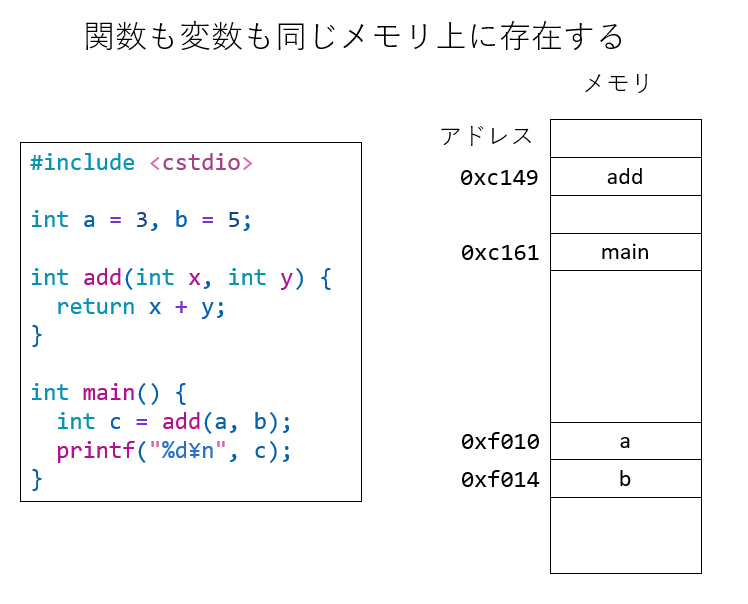 関数も変数も同じメモリ上に存在する
#include <cstdio>
int a = 3, b = 5;
int add(int x, int y) {
  return x + y;
}
int main() {
  int c = add(a, b);
  printf("%d¥n", c);
}
メモリ
アドレス
0xc149 add
0xc161 main
0xf010 a
0xf014 b